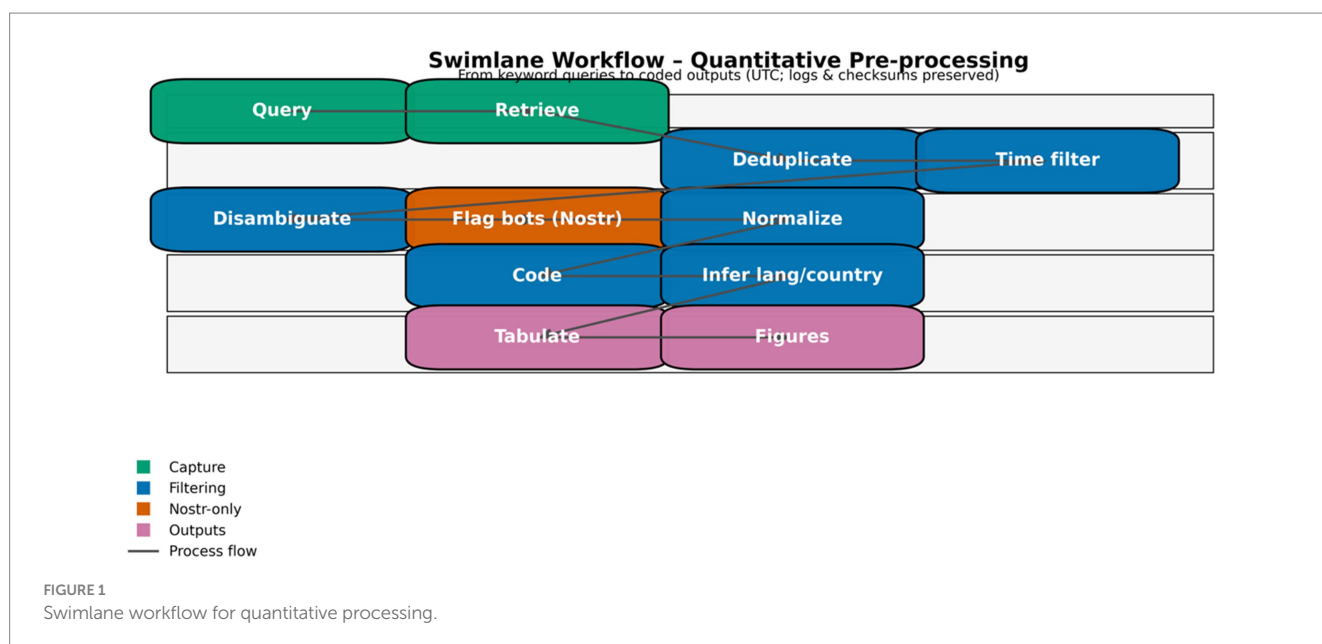 Swimlane Workflow – Quantitative Pre-processing
From keyword queries to coded outputs (UTC; logs & checksums preserved)
Query
Retrieve
Deduplicate
Time filter
Disambiguate
Flag bots (Nostr)
Normalize
Code
Infer lang/country
Tabulate
Figures
Capture
Filtering
Nostr-only
Outputs
Process flow
FIGURE 1
Swimlane workflow for quantitative processing.